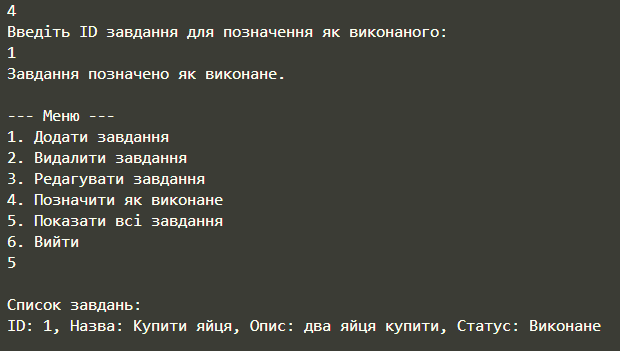 4
Введіть ID завдання для позначення як виконаного:
1
Завдання позначено як виконане.
--- Меню ---
1. Додати завдання
2. Видалити завдання
3. Редагувати завдання
4. Позначити як виконане
5. Показати всі завдання
6. Вийти
5
Список завдань:
ID: 1, Назва: Купити яйця, Опис: два яйця купити, Статус: Виконане